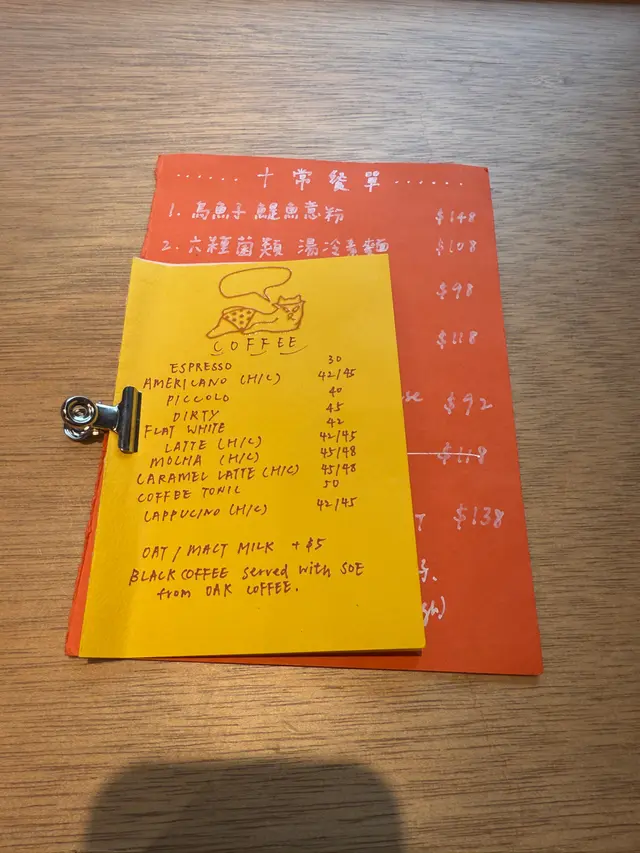 ...... 十常餐單 ......
1. 烏魚子鯷魚蔥粉 $148
2. 六種菌類 湯冷素麵 $108
$98
$118
$92
$118
$138
COFFEE
ESPRESSO 30
AMERICANO (H/C) 42/45
PICCOLO 40
DIRTY 45
FLAT WHITE 42
LATTE (H/C) 42/45
MOCHA (H/C) 45/48
CARAMEL LATTE (H/C) 45/48
COFFEE TONIC 50
CAPPUCINO (H/C) 42/45
OAT / MALT MILK + $5
BLACK COFFEE served with SOE
from OAK COFFEE.